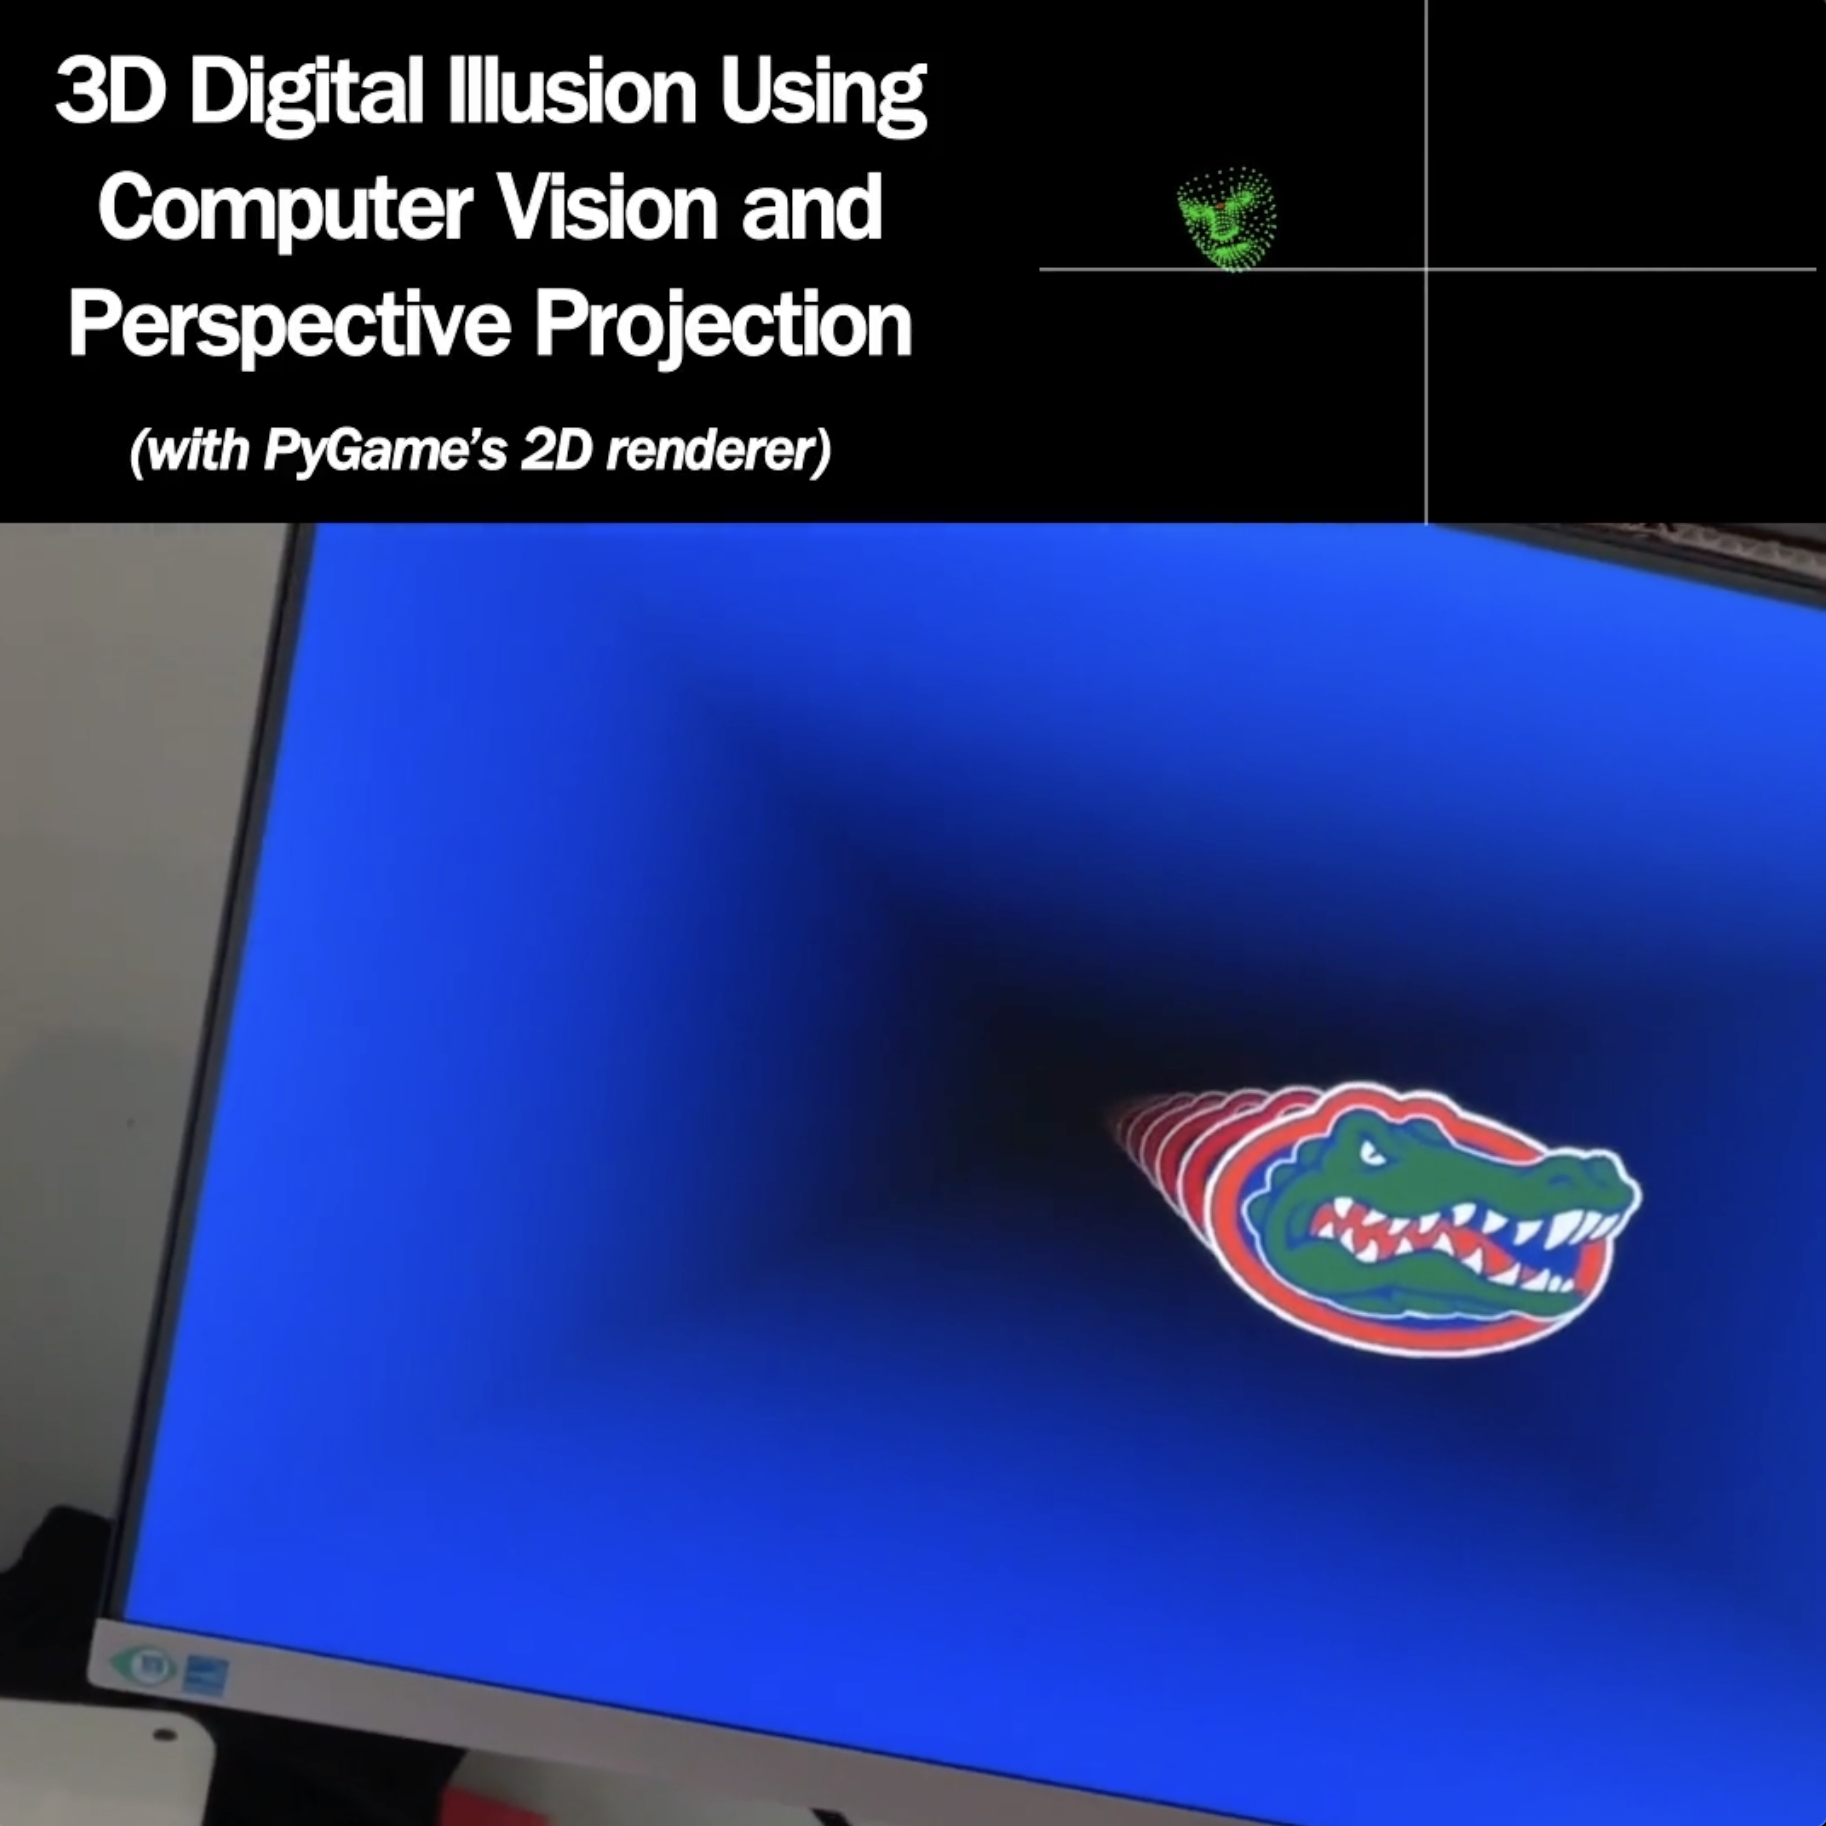 3D Digital Illusion Using
Computer Vision and
Perspective Projection
(with PyGame's 2D renderer)